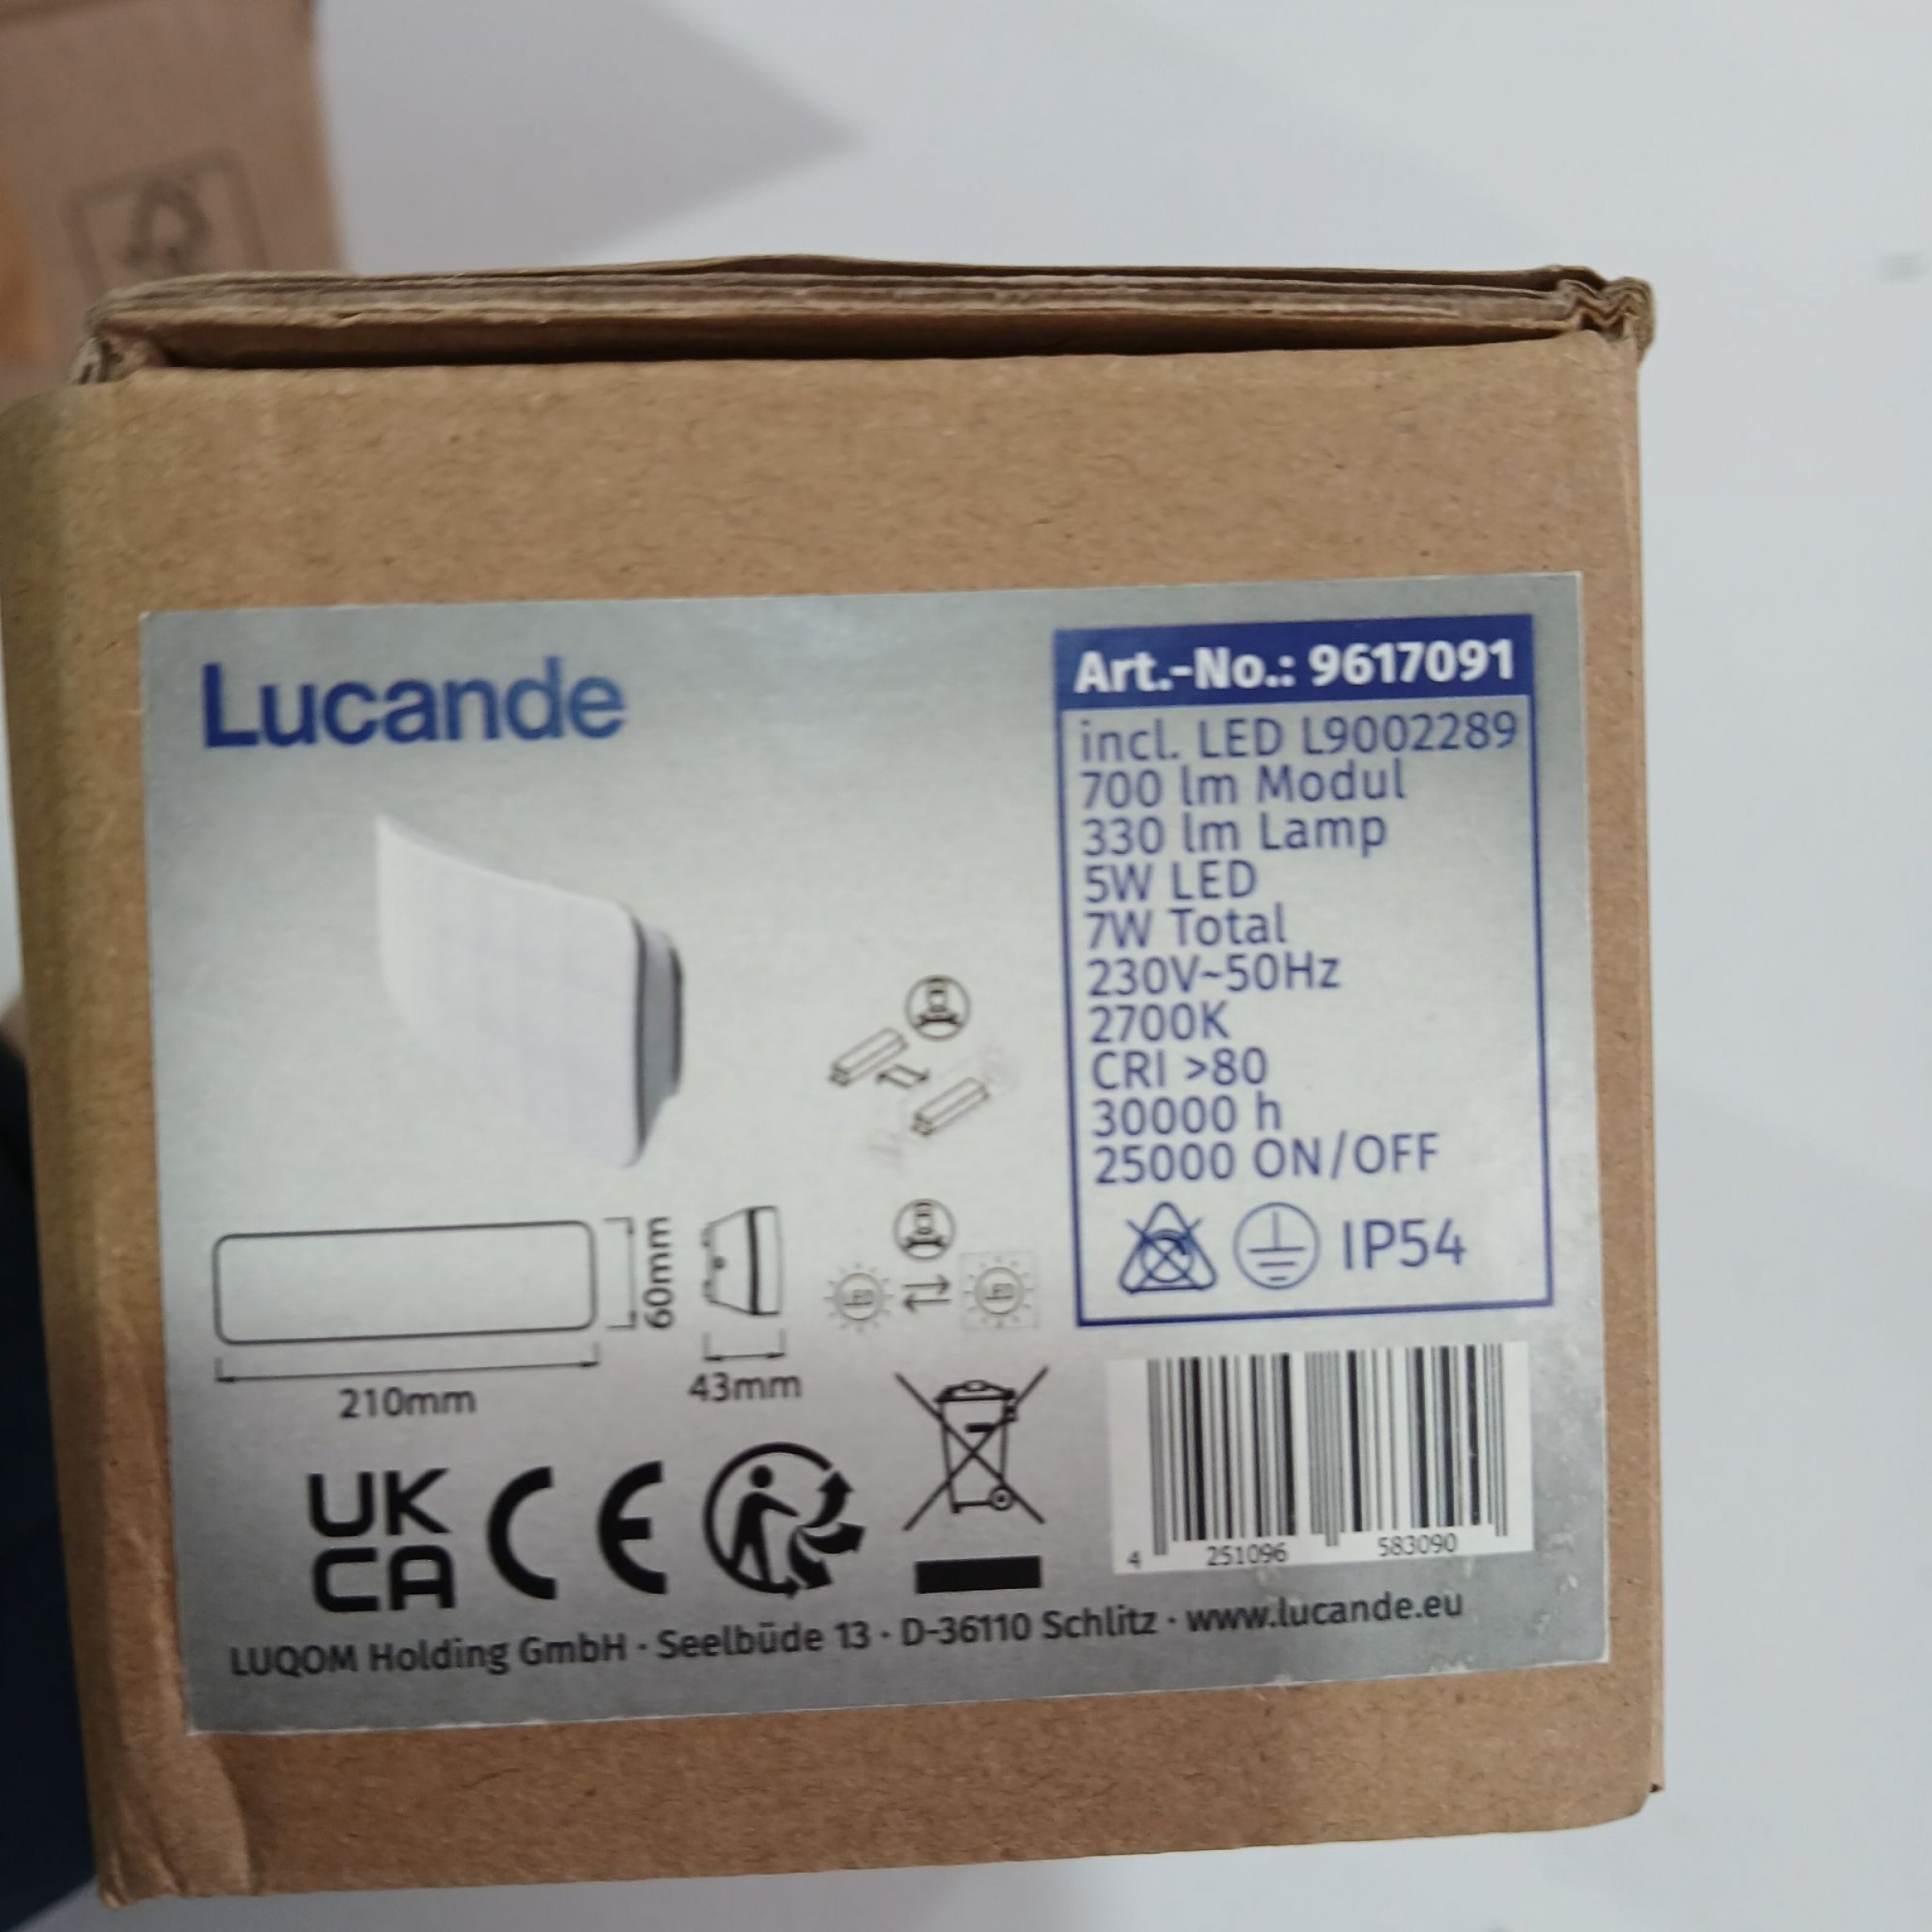 Lucande
Art.-No.: 9617091
incl. LED L9002289
700 lm Modul
330 lm Lamp
5W LED
7W Total
230V~50Hz
2700K
CRI >80
30000 h
25000 ON/OFF
IP54
60mm
210mm
43mm
LED
LED
UK
CA
CE
4 251096 583090
LUQOM Holding GmbH · Seelbüde 13 · D-36110 Schlitz · www.lucande.eu